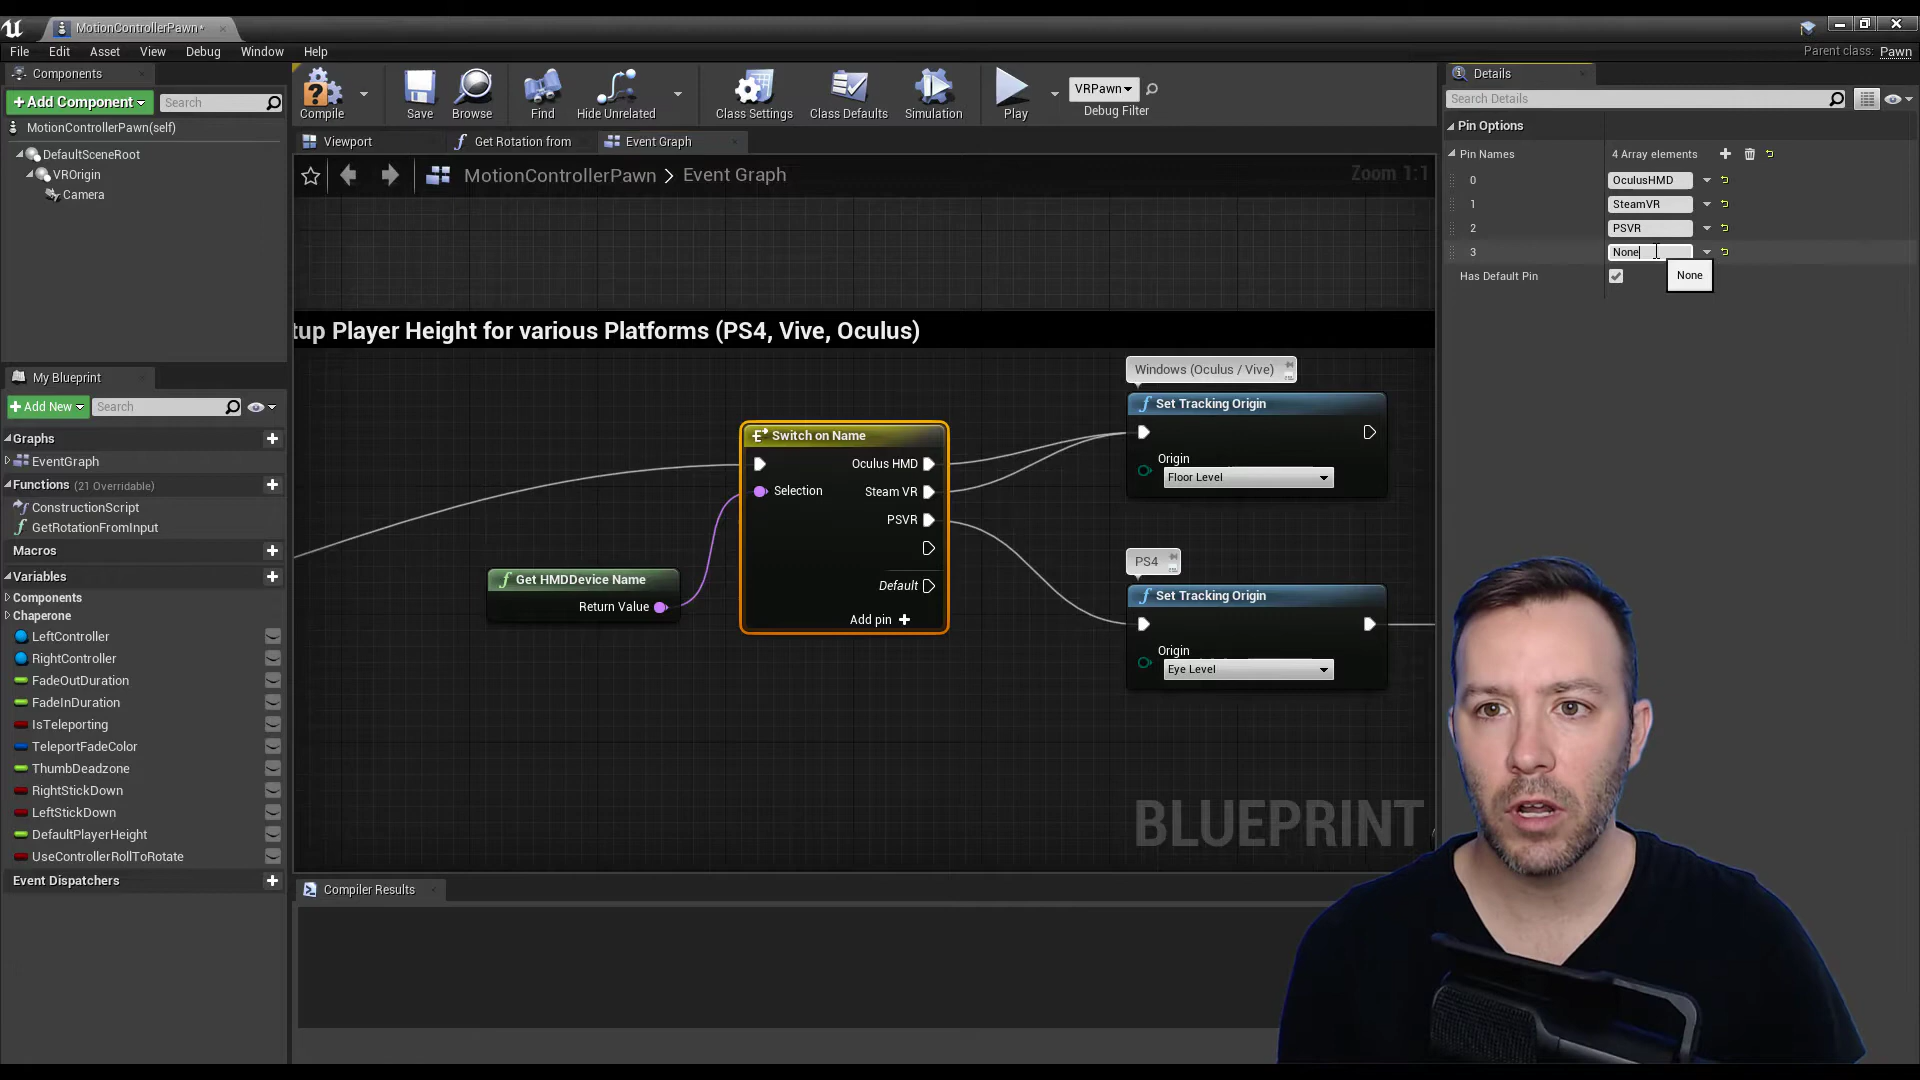 MotionControllerPawn*
File Edit Asset View Debug Window Help
Parent class: Pawn
Components
+Add Component
Search
MotionControllerPawn(self)
DefaultSceneRoot
VROrigin
Camera
My Blueprint
+Add New
Search
Graphs
EventGraph
Functions (21 Overridable)
ConstructionScript
GetRotationFromInput
Macros
Variables
Components
Chaperone
LeftController
RightController
FadeOutDuration
FadeInDuration
IsTeleporting
TeleportFadeColor
ThumbDeadzone
RightStickDown
LeftStickDown
DefaultPlayerHeight
UseControllerRollToRotate
Event Dispatchers
Compile
Save
Browse
Find
Hide Unrelated
Class Settings
Class Defaults
Simulation
Play
VRPawn
Debug Filter
Viewport
Get Rotation from
Event Graph
MotionControllerPawn > Event Graph
Zoom 1:1
tup Player Height for various Platforms (PS4, Vive, Oculus)
Switch on Name
Selection
Oculus HMD
Steam VR
PSVR
Default
Add pin +
Get HMDDevice Name
Return Value
Windows (Oculus / Vive)
Set Tracking Origin
Origin
Floor Level
PS4
Set Tracking Origin
Origin
Eye Level
BLUEPRINT
Compiler Results
Details
Search Details
Pin Options
Pin Names 4 Array elements
0 OculusHMD
1 SteamVR
2 PSVR
3 None
Has Default Pin
None